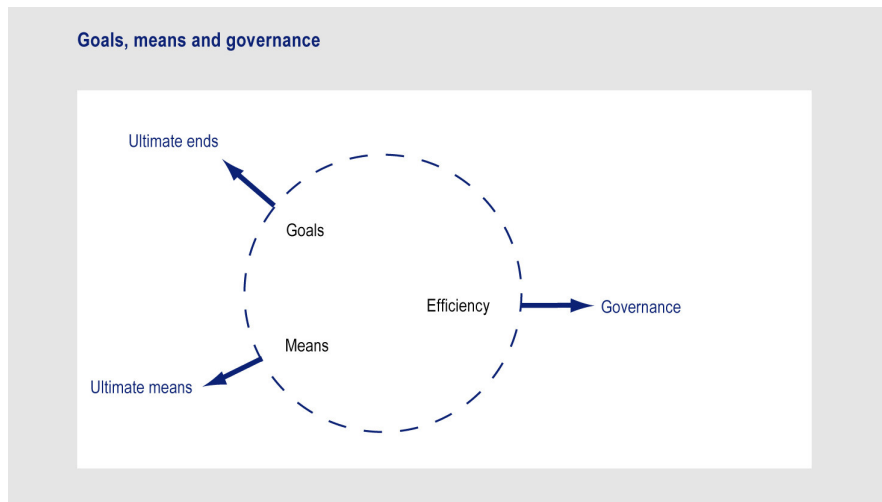 Goals, means and governance
Ultimate ends
Goals
Efficiency
Governance
Means
Ultimate means